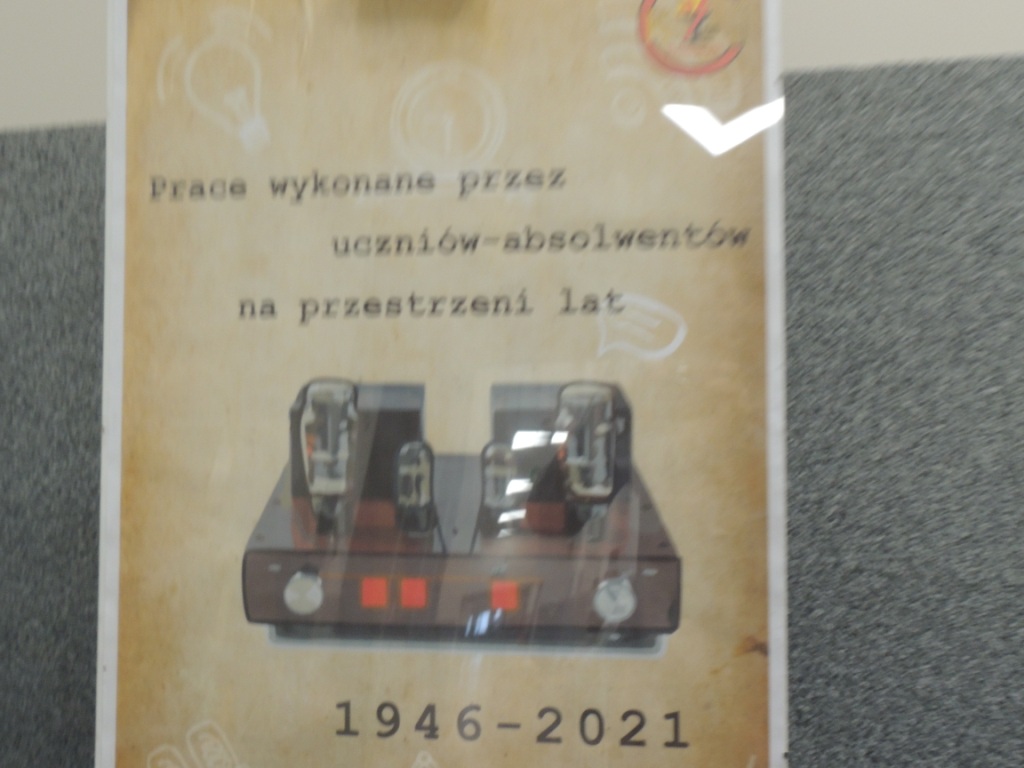 Prace wykonane przez
uczniów-absolwentów
na przestrzeni lat
1946-2021